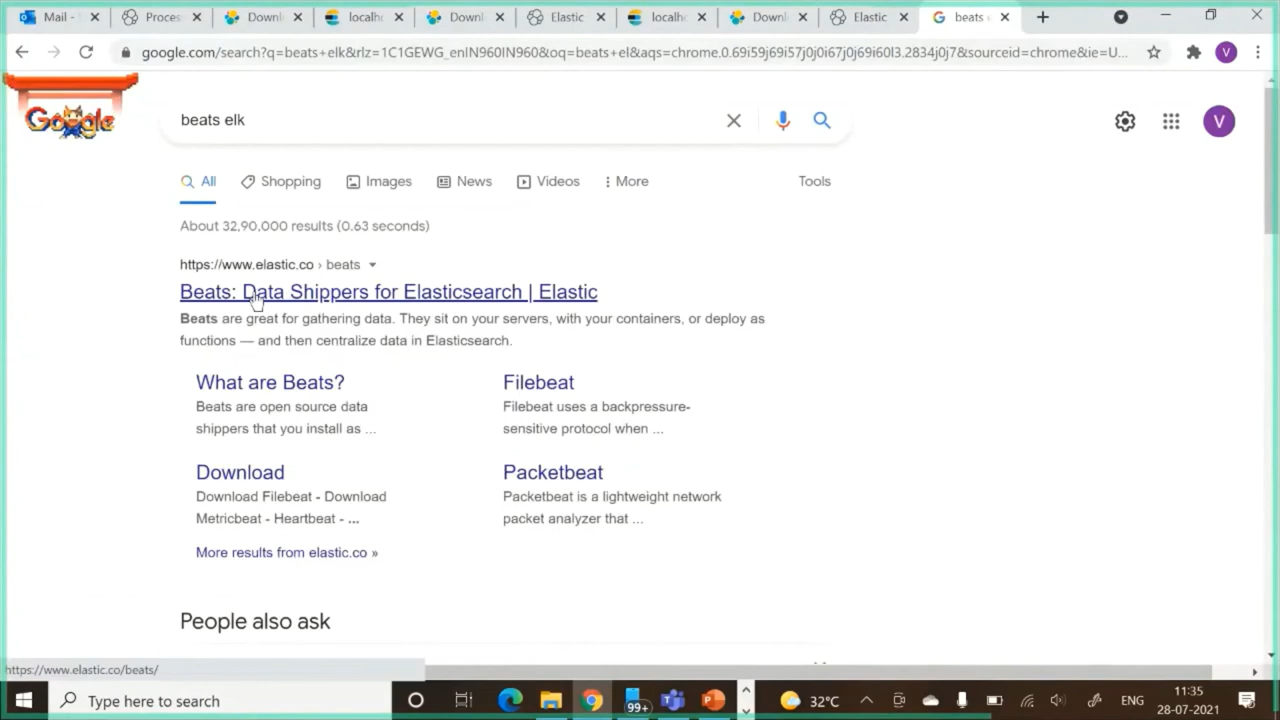 Mail -
Proces
Downl
localh
Downl
Elastic
localh
Downl
Elastic
beats
google.com/search?q=beats+elk&rlz=1C1GEWG_enIN960IN960&oq=beats+el&aqs=chrome.0.69i59j69i57j0j0i67j0j69i60l3.2834j0j7&sourceid=chrome&ie=U...
V
Google
beats elk
V
All
Shopping
Images
News
Videos
More
Tools
About 32,90,000 results (0.63 seconds)
https://www.elastic.co › beats
Beats: Data Shippers for Elasticsearch | Elastic
Beats are great for gathering data. They sit on your servers, with your containers, or deploy as
functions — and then centralize data in Elasticsearch.
What are Beats?
Beats are open source data
shippers that you install as ...
Filebeat
Filebeat uses a backpressure-
sensitive protocol when ...
Download
Download Filebeat - Download
Metricbeat - Heartbeat - ...
Packetbeat
Packetbeat is a lightweight network
packet analyzer that ...
More results from elastic.co »
People also ask
https://www.elastic.co/beats/
Type here to search
99+
32°C
ENG
11:35
28-07-2021